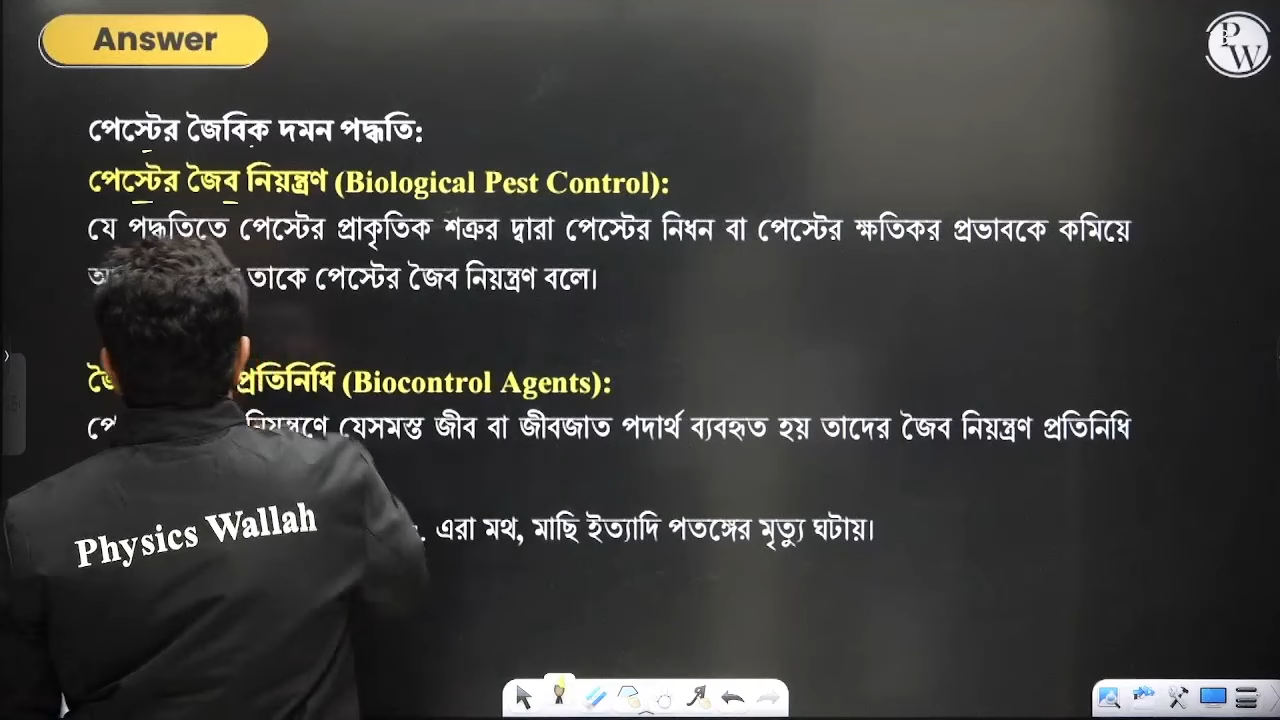 Answer
PW
পেস্টের জৈবিক দমন পদ্ধতি:
পেস্টের জৈব নিয়ন্ত্রণ (Biological Pest Control):
যে পদ্ধতিতে পেস্টের প্রাকৃতিক শত্রুর দ্বারা পেস্টের নিধন বা পেস্টের ক্ষতিকর প্রভাবকে কমিয়ে
তাকে পেস্টের জৈব নিয়ন্ত্রণ বলে।
প্রতিনিধি (Biocontrol Agents):
নিয়ন্ত্রণে যেসমস্ত জীব বা জীবজাত পদার্থ ব্যবহৃত হয় তাদের জৈব নিয়ন্ত্রণ প্রতিনিধি
এরা মথ, মাছি ইত্যাদি পতঙ্গের মৃত্যু ঘটায়।
Physics Wallah